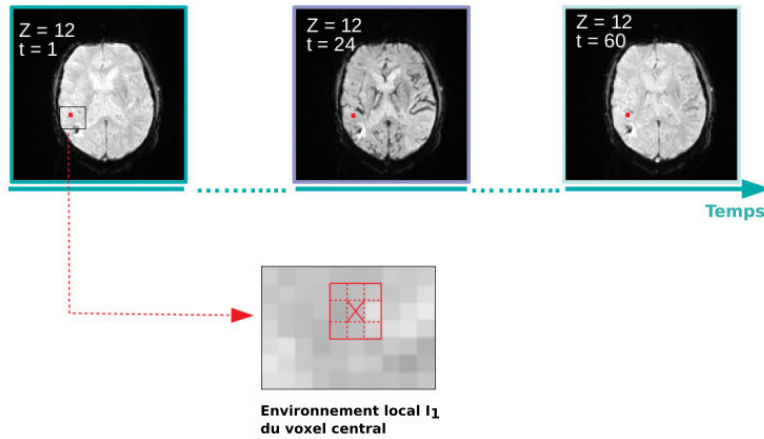 Z = 12
t = 1
Z = 12
t = 24
Z = 12
t = 60
Temps
Environnement local I1
du voxel central